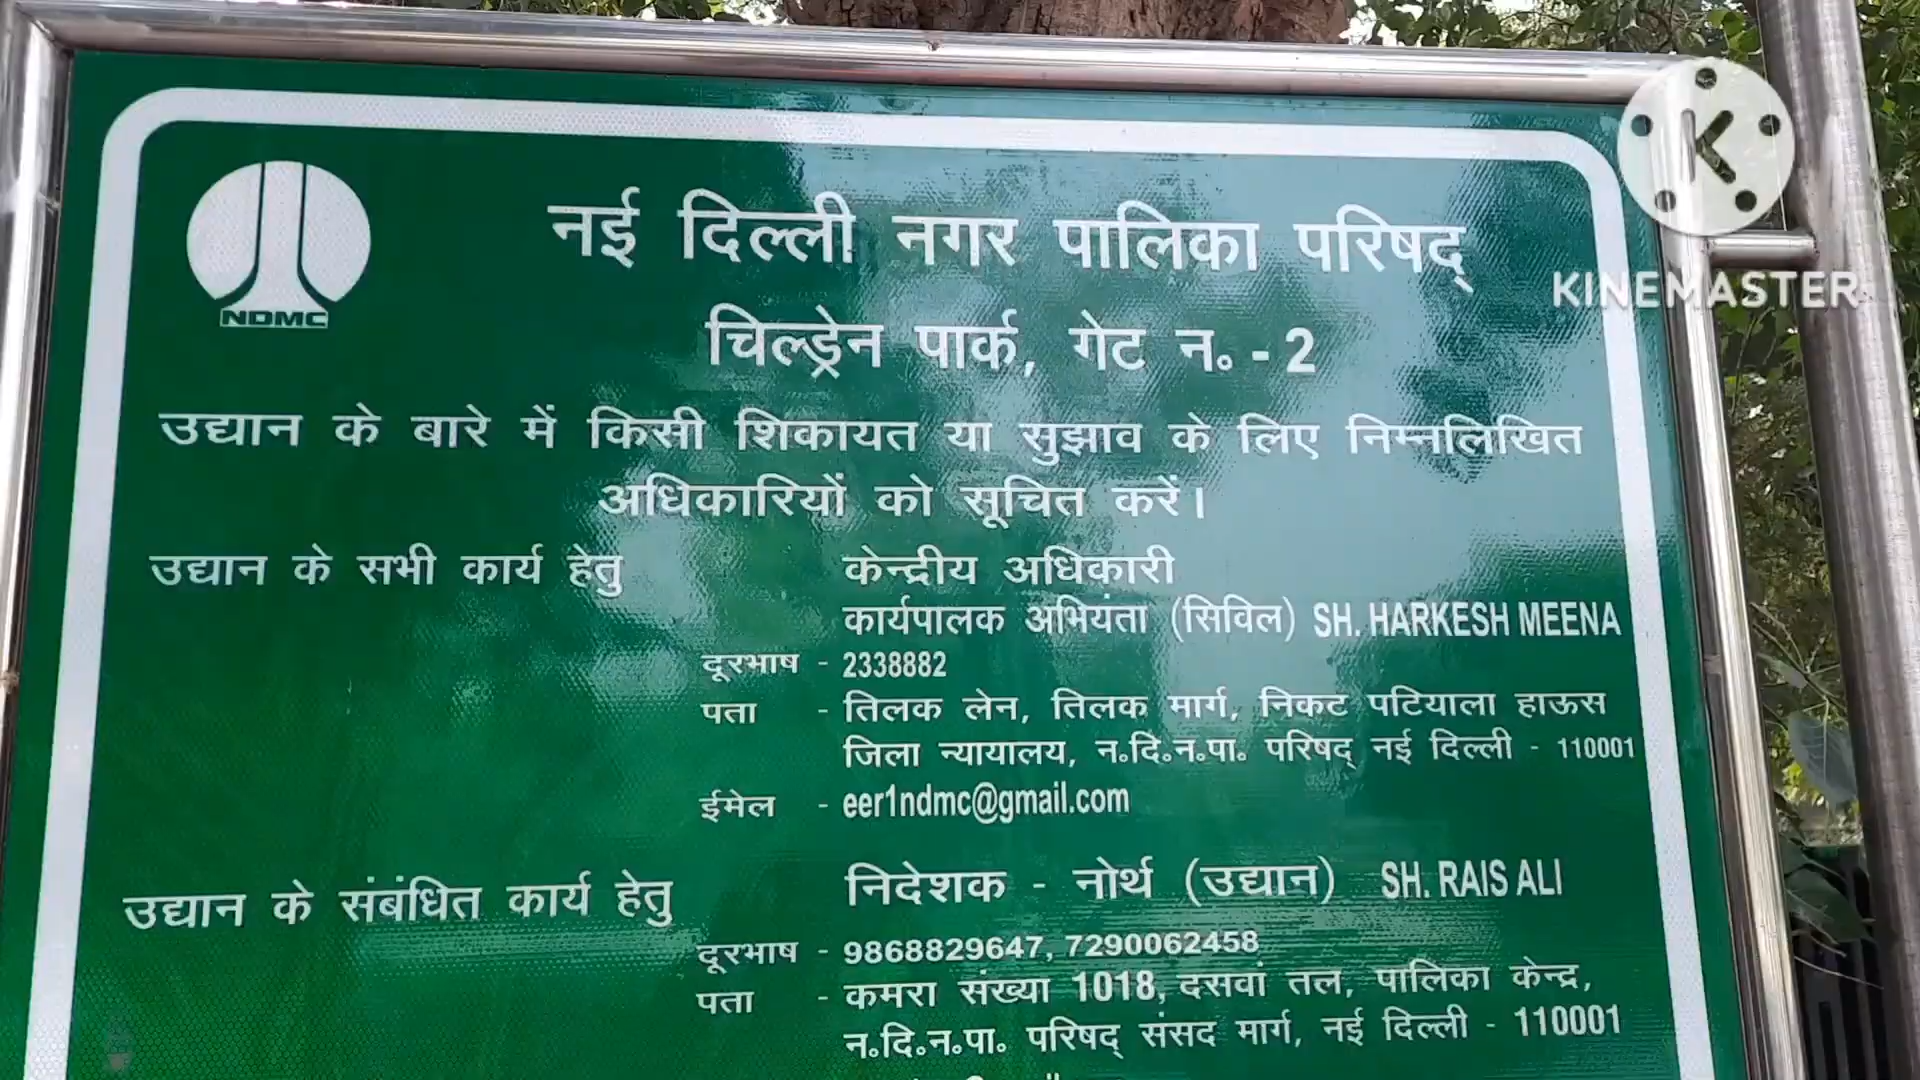 NDMC
नई दिल्ली नगर पालिका परिषद्
चिल्ड्रेन पार्क, गेट न॰ - 2
उद्यान के बारे में किसी शिकायत या सुझाव के लिए निम्नलिखित
अधिकारियों को सूचित करें।
उद्यान के सभी कार्य हेतु केन्द्रीय अधिकारी
कार्यपालक अभियंता (सिविल) SH. HARKESH MEENA
दूरभाष - 2338882
पता - तिलक लेन, तिलक मार्ग, निकट पटियाला हाऊस
जिला न्यायालय, न॰दि॰न॰पा॰ परिषद् नई दिल्ली - 110001
ईमेल - eer1ndmc@gmail.com
उद्यान के संबंधित कार्य हेतु निदेशक - नोर्थ (उद्यान) SH. RAIS ALI
दूरभाष - 9868829647, 7290062458
पता - कमरा संख्या 1018, दसवां तल, पालिका केन्द्र,
न॰दि॰न॰पा॰ परिषद् संसद मार्ग, नई दिल्ली - 110001
K
KINEMASTER